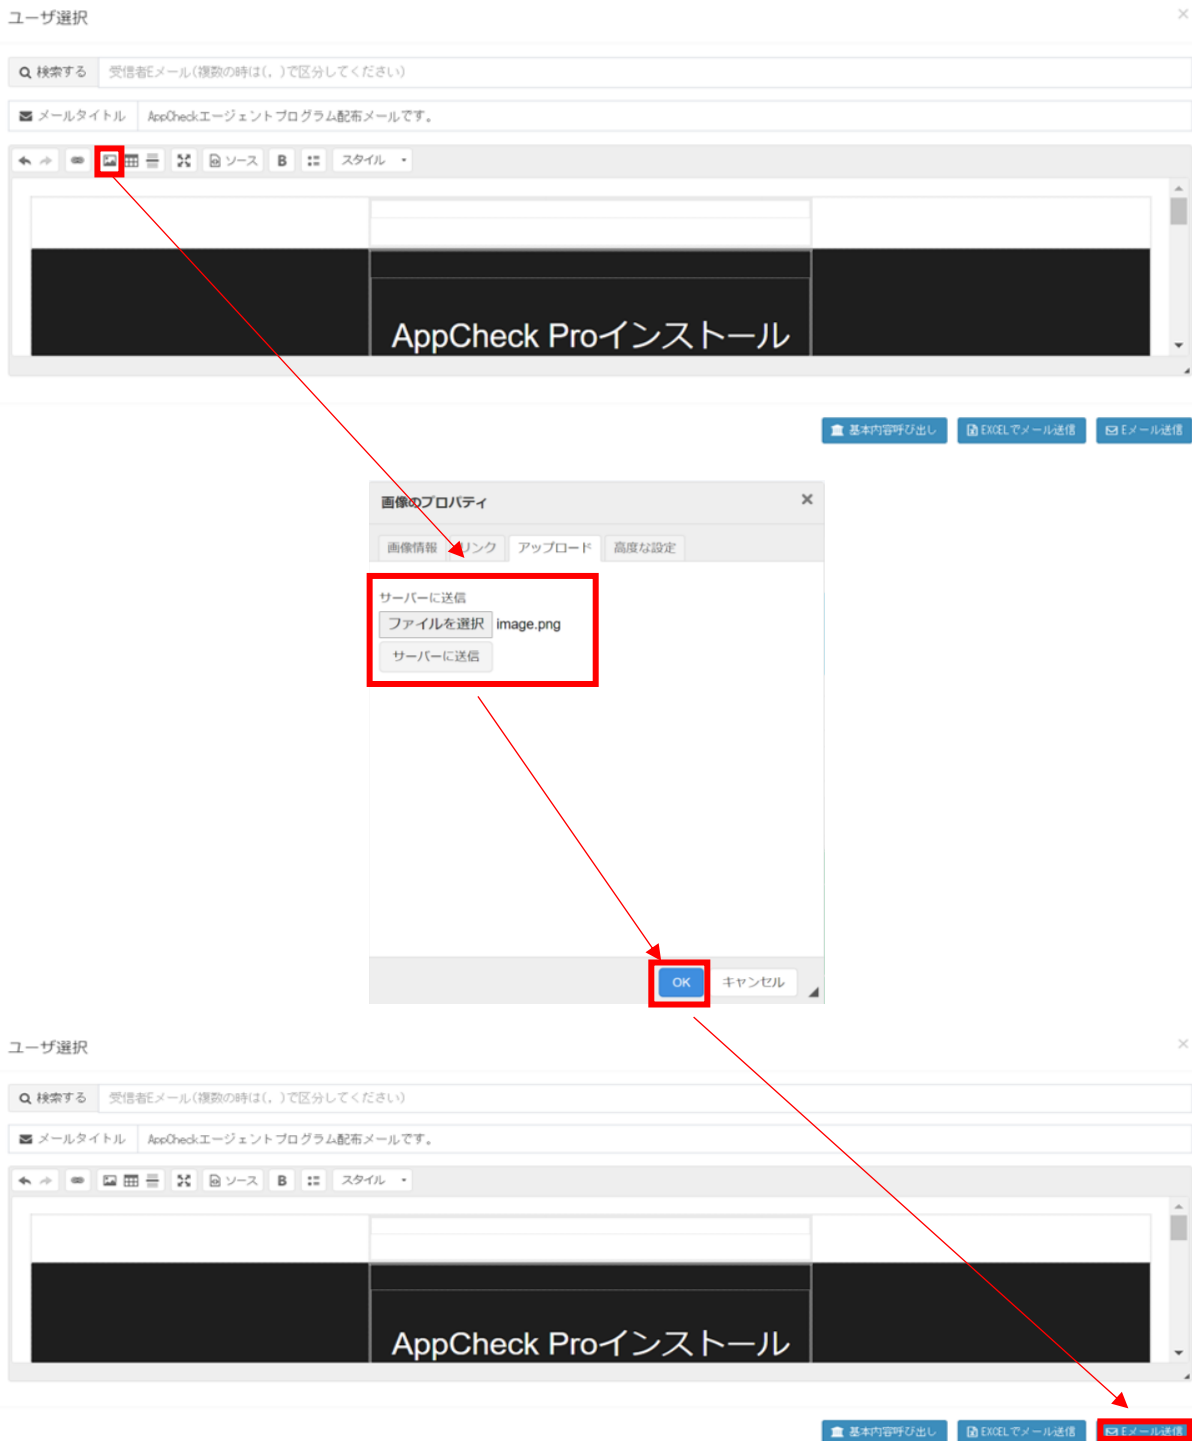 ユーザ選択
検索する 受信者Eメール(複数の時は(, )で区分してください)
メールタイトル AppCheckエージェントプログラム配布メールです。
ソース B スタイル
AppCheck Proインストール
基本内容呼び出し EXCELでメール送信 Eメール送信
画像のプロパティ
画像情報 リンク アップロード 高度な設定
サーバーに送信
ファイルを選択 image.png
サーバーに送信
OK キャンセル
ユーザ選択
検索する 受信者Eメール(複数の時は(, )で区分してください)
メールタイトル AppCheckエージェントプログラム配布メールです。
ソース B スタイル
AppCheck Proインストール
基本内容呼び出し EXCELでメール送信 Eメール送信